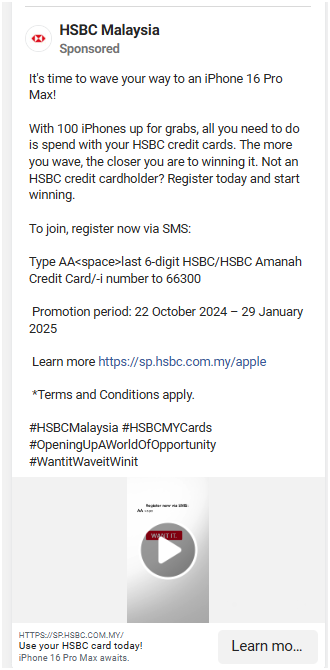 HSBC Malaysia
Sponsored
It's time to wave your way to an iPhone 16 Pro
Max!
With 100 iPhones up for grabs, all you need to do
is spend with your HSBC credit cards. The more
you wave, the closer you are to winning it. Not an
HSBC credit cardholder? Register today and start
winning.
To join, register now via SMS:
Type AA<space>last 6-digit HSBC/HSBC Amanah
Credit Card/-i number to 66300
Promotion period: 22 October 2024 – 29 January
2025
Learn more https://sp.hsbc.com.my/apple
*Terms and Conditions apply.
#HSBCMalaysia #HSBCMYCards
#OpeningUpAWorldOfOpportunity
#WantitWaveitWinit
Register now via SMS:
AA
WANT IT.
HTTPS://SP.HSBC.COM.MY/
Use your HSBC card today!
iPhone 16 Pro Max awaits.
Learn mo...